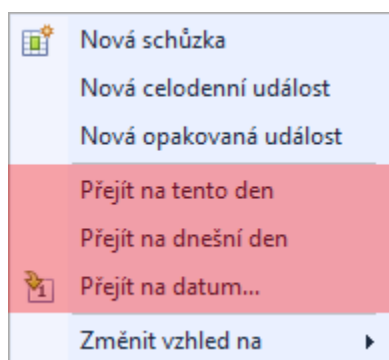 Nová schůzka
Nová celodenní událost
Nová opakovaná událost
Přejít na tento den
Přejít na dnešní den
1 Přejít na datum...
Změnit vzhled na